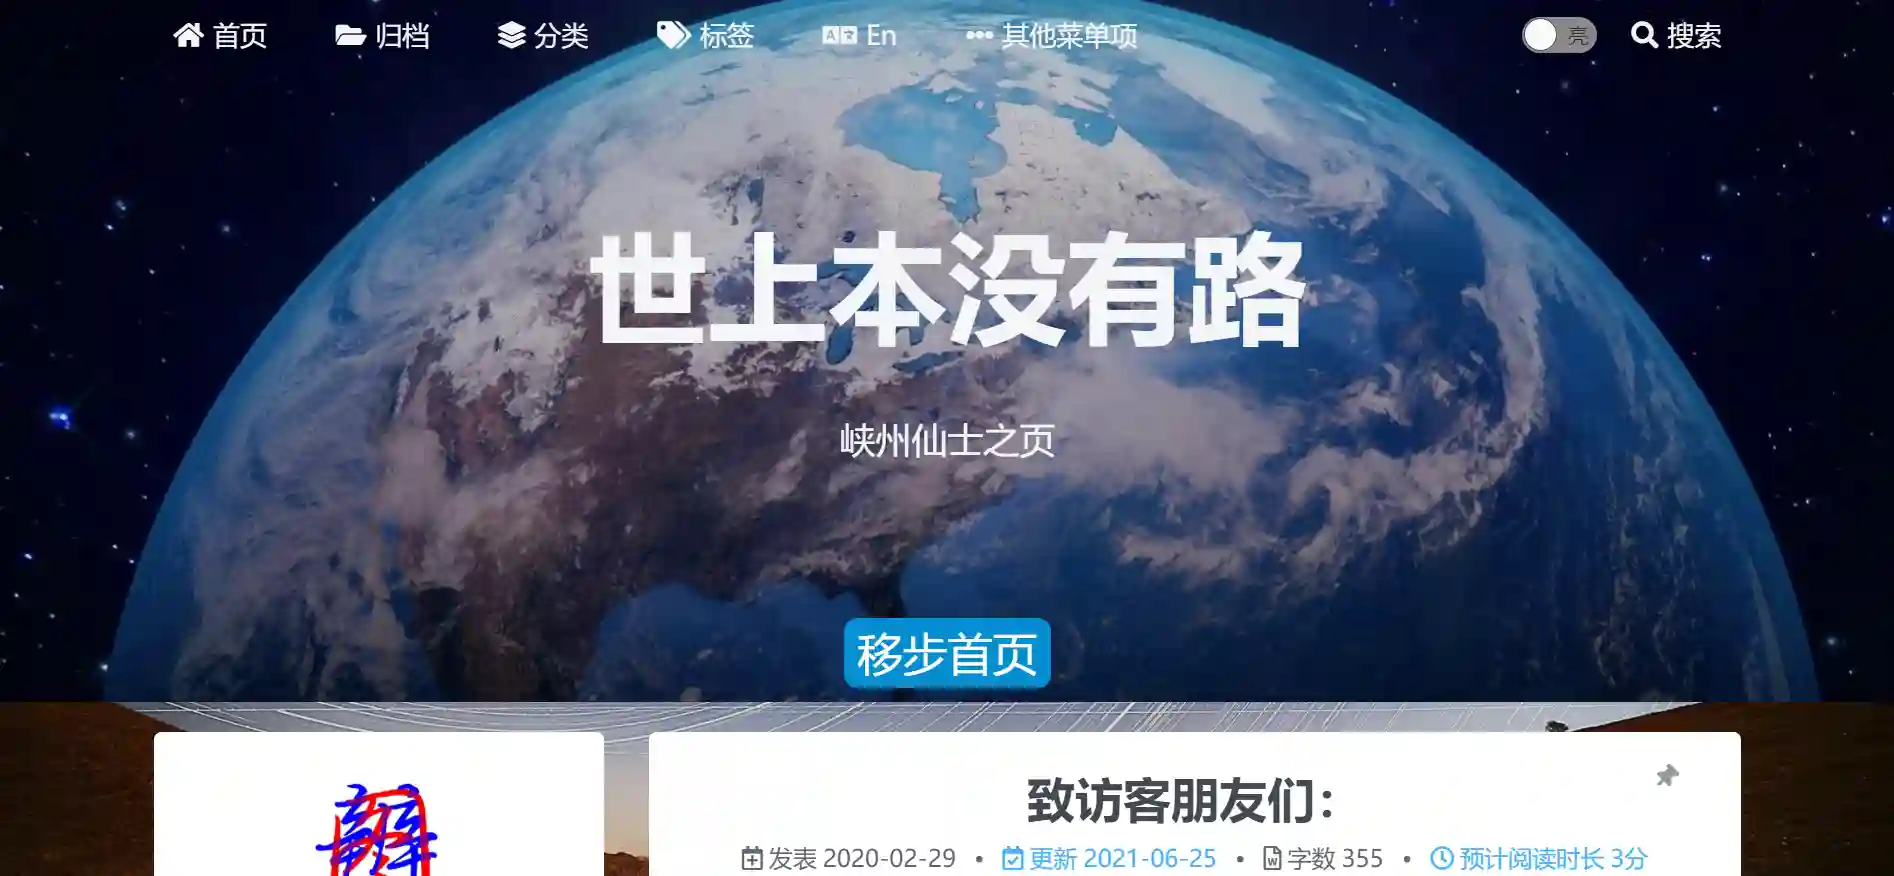 首页 归档 分类 标签 En 其他菜单项 亮 搜索
世上本没有路
峡州仙士之页
移步首页
致访客朋友们：
发表 2020-02-29 • 更新 2021-06-25 • 字数 355 • 预计阅读时长 3分